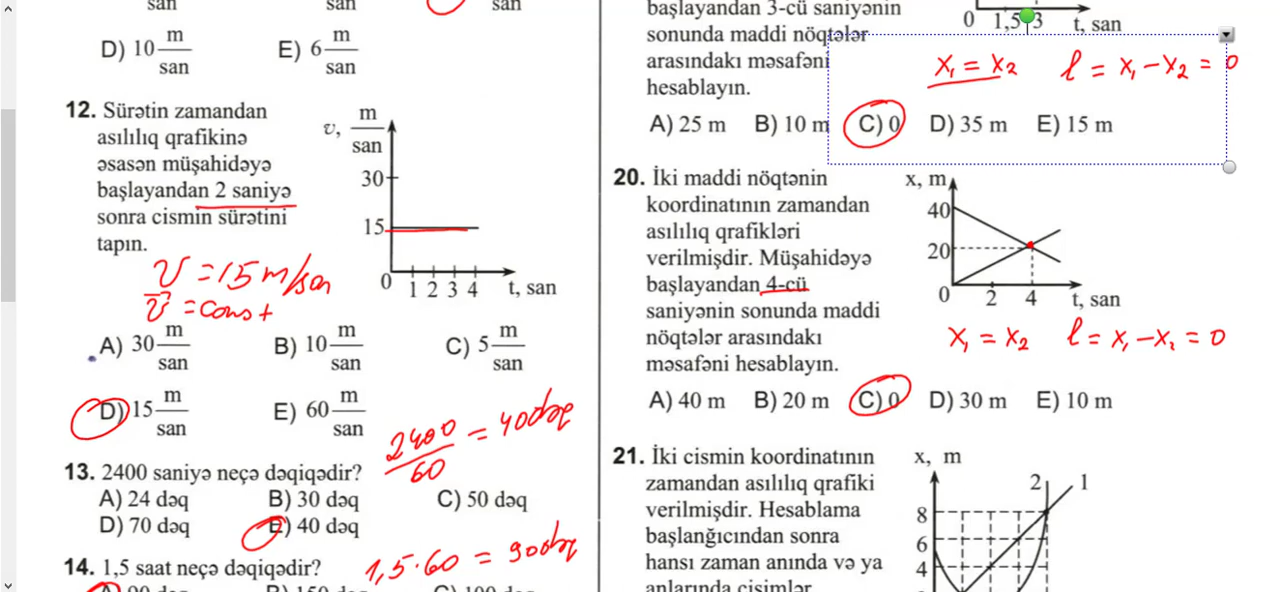 san
san
san
D) 10 m/san
E) 6 m/san
12. Sürətin zamandan
asılılıq qrafikinə
əsasən müşahidəyə
başlayandan 2 saniyə
sonra cismin sürətini
tapın.
υ, m/san
30
15
0 1 2 3 4 t, san
υ = 15 m/san
υ⃗ = const
A) 30 m/san
B) 10 m/san
C) 5 m/san
D) 15 m/san
E) 60 m/san
13. 2400 saniyə neçə dəqiqədir?
2400/60 = 40dəq
A) 24 dəq
B) 30 dəq
C) 50 dəq
D) 70 dəq
E) 40 dəq
14. 1,5 saat neçə dəqiqədir?
1,5·60 = 90dəq
başlayandan 3-cü saniyənin
sonunda maddi nöqtələr
arasındakı məsafəni
hesablayın.
0 1,5 3 t, san
x₁ = x₂ ℓ = x₁ – x₂ = 0
A) 25 m B) 10 m C) 0 D) 35 m E) 15 m
20. İki maddi nöqtənin
koordinatının zamandan
asılılıq qrafikləri
verilmişdir. Müşahidəyə
başlayandan 4-cü
saniyənin sonunda maddi
nöqtələr arasındakı
məsafəni hesablayın.
x, m
40
20
0 2 4 t, san
x₁ = x₂ ℓ = x₁ – x₂ = 0
A) 40 m B) 20 m C) 0 D) 30 m E) 10 m
21. İki cismin koordinatının
zamandan asılılıq qrafiki
verilmişdir. Hesablama
başlanğıcından sonra
hansı zaman anında və ya
anlarında cisimlər
x, m
2 1
8
6
4